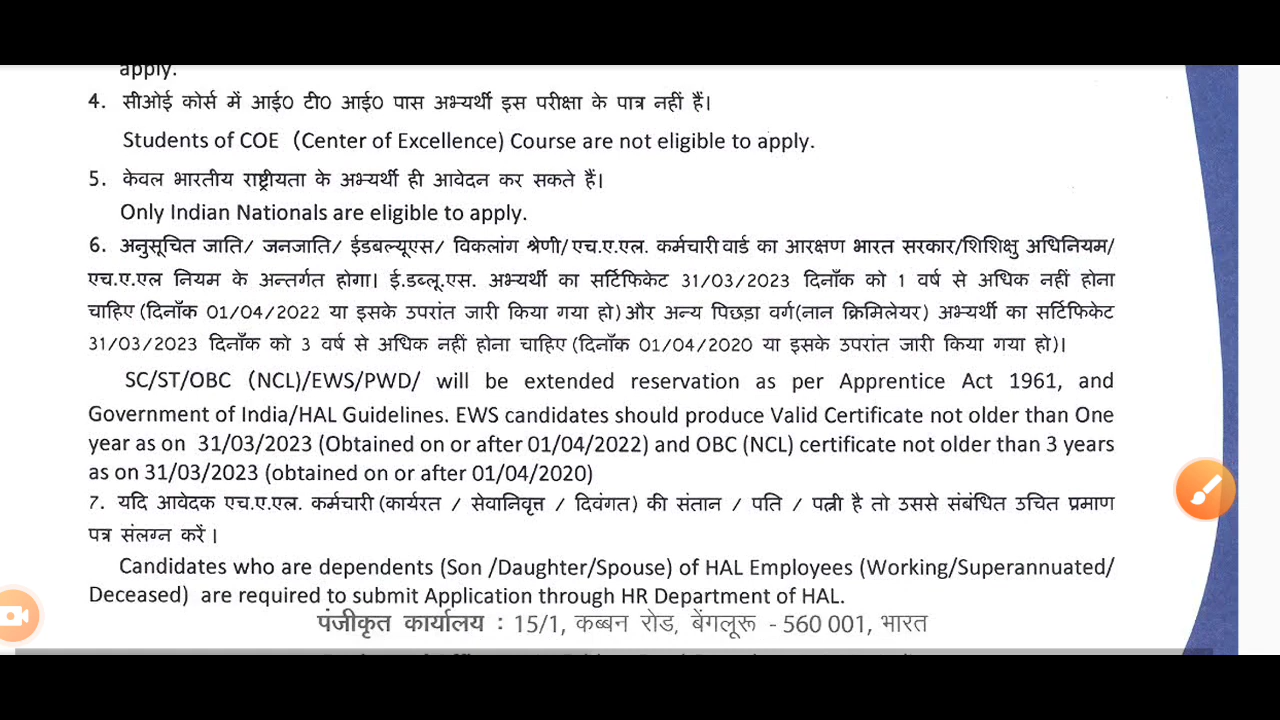 apply.
4. सीओई कोर्स में आई0 टी0 आई0 पास अभ्यर्थी इस परीक्षा के पात्र नहीं हैं।
Students of COE (Center of Excellence) Course are not eligible to apply.
5. केवल भारतीय राष्ट्रीयता के अभ्यर्थी ही आवेदन कर सकते हैं।
Only Indian Nationals are eligible to apply.
6. अनुसूचित जाति/ जनजाति/ ईडबल्यूएस/ विकलांग श्रेणी/एच.ए.एल. कर्मचारी वार्ड का आरक्षण भारत सरकार/शिशिक्षु अधिनियम/
एच.ए.एल नियम के अन्तर्गत होगा। ई.डब्लू.एस. अभ्यर्थी का सर्टिफिकेट 31/03/2023 दिनाँक को 1 वर्ष से अधिक नहीं होना
चाहिए (दिनाँक 01/04/2022 या इसके उपरांत जारी किया गया हो) और अन्य पिछड़ा वर्ग(नान क्रिमिलेयर) अभ्यर्थी का सर्टिफिकेट
31/03/2023 दिनाँक को 3 वर्ष से अधिक नहीं होना चाहिए (दिनाँक 01/04/2020 या इसके उपरांत जारी किया गया हो)।
SC/ST/OBC (NCL)/EWS/PWD/ will be extended reservation as per Apprentice Act 1961, and
Government of India/HAL Guidelines. EWS candidates should produce Valid Certificate not older than One
year as on 31/03/2023 (Obtained on or after 01/04/2022) and OBC (NCL) certificate not older than 3 years
as on 31/03/2023 (obtained on or after 01/04/2020)
7. यदि आवेदक एच.ए.एल. कर्मचारी (कार्यरत / सेवानिवृत्त / दिवंगत) की संतान / पति / पत्नी है तो उससे संबंधित उचित प्रमाण
पत्र संलग्न करें ।
Candidates who are dependents (Son /Daughter/Spouse) of HAL Employees (Working/Superannuated/
Deceased) are required to submit Application through HR Department of HAL.
पंजीकृत कार्यालय : 15/1, कब्बन रोड, बेंगलूरू - 560 001, भारत